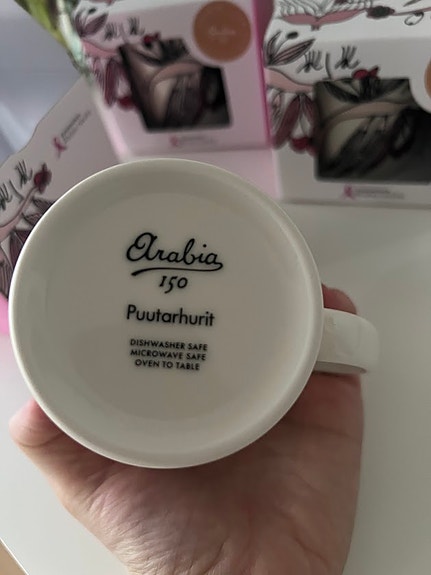 Arabia
150
Puutarhurit
DISHWASHER SAFE
MICROWAVE SAFE
OVEN TO TABLE